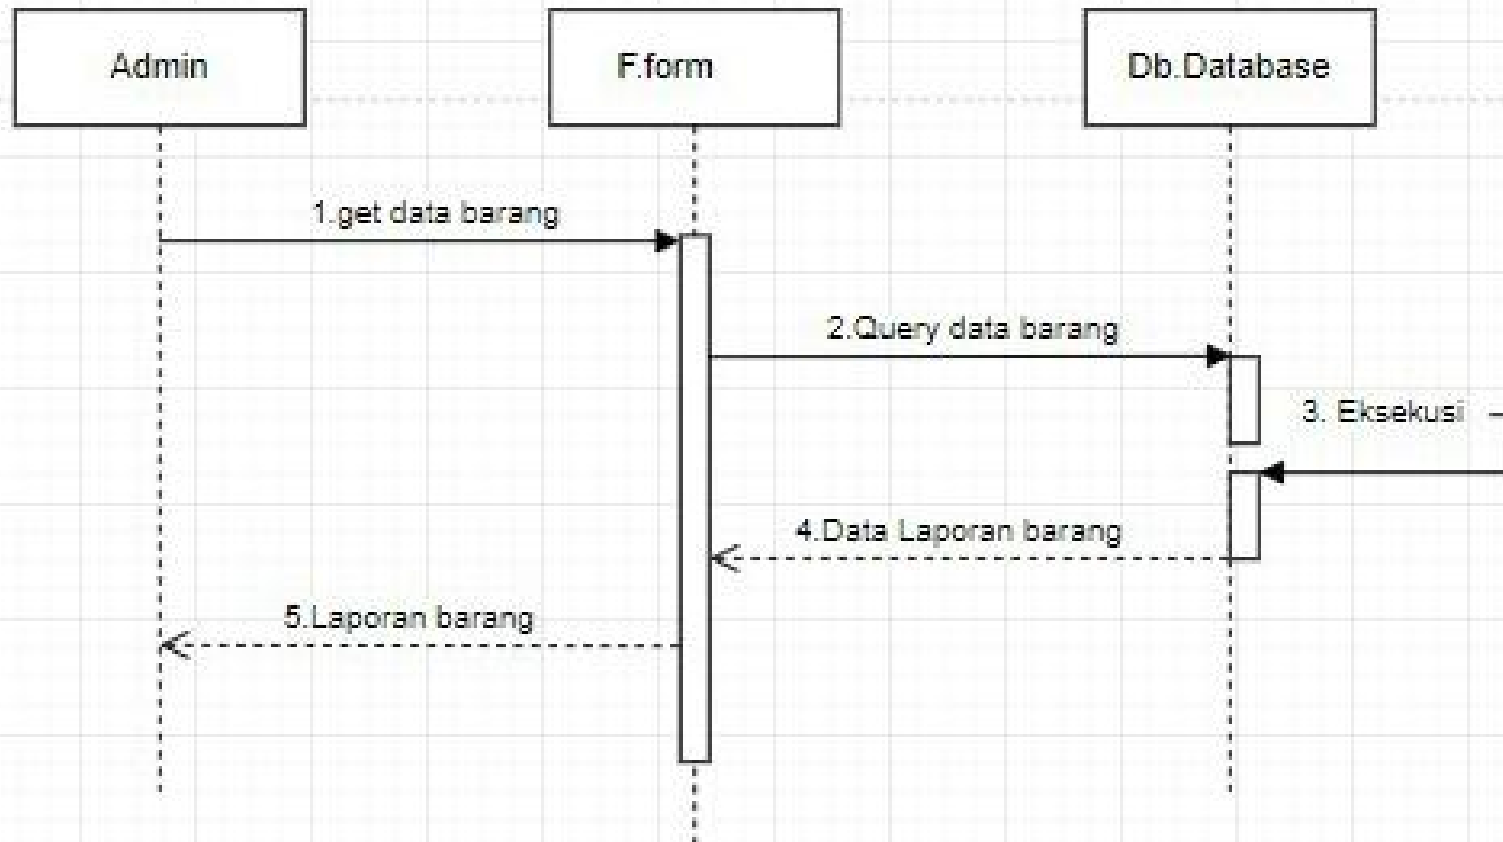 Admin
F.form
Db.Database
1.get data barang
2.Query data barang
3. Eksekusi
4.Data Laporan barang
5.Laporan barang